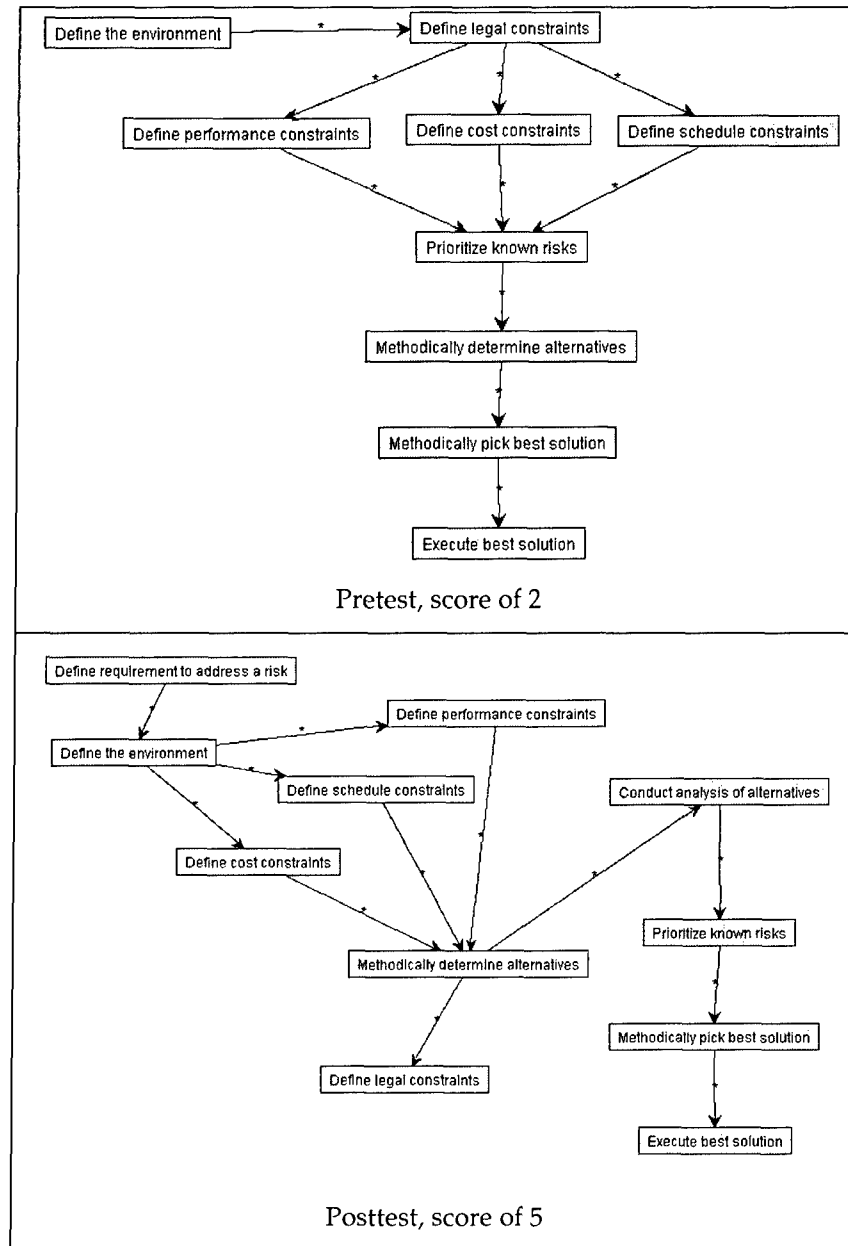 Define the environment
Define legal constraints
Define performance constraints
Define cost constraints
Define schedule constraints
Prioritize known risks
Methodically determine alternatives
Methodically pick best solution
Execute best solution
Pretest, score of 2
Define requirement to address a risk
Define performance constraints
Define the environment
Define schedule constraints
Conduct analysis of alternatives
Define cost constraints
Prioritize known risks
Methodically determine alternatives
Methodically pick best solution
Define legal constraints
Execute best solution
Posttest, score of 5